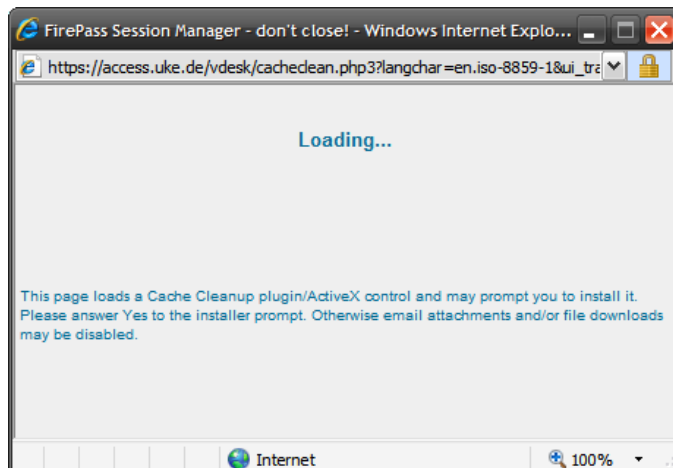 FirePass Session Manager - don't close! - Windows Internet Explo...
https://access.uke.de/vdesk/cacheclean.php3?langchar=en.iso-8859-1&ui_tra
Loading...
This page loads a Cache Cleanup plugin/ActiveX control and may prompt you to install it.
Please answer Yes to the installer prompt. Otherwise email attachments and/or file downloads
may be disabled.
Internet
100%